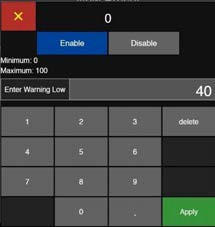 0
Enable Disable
Minimum: 0
Maximum: 100
Enter Warning Low 40
1 2 3 delete
4 5 6
7 8 9
0 . Apply